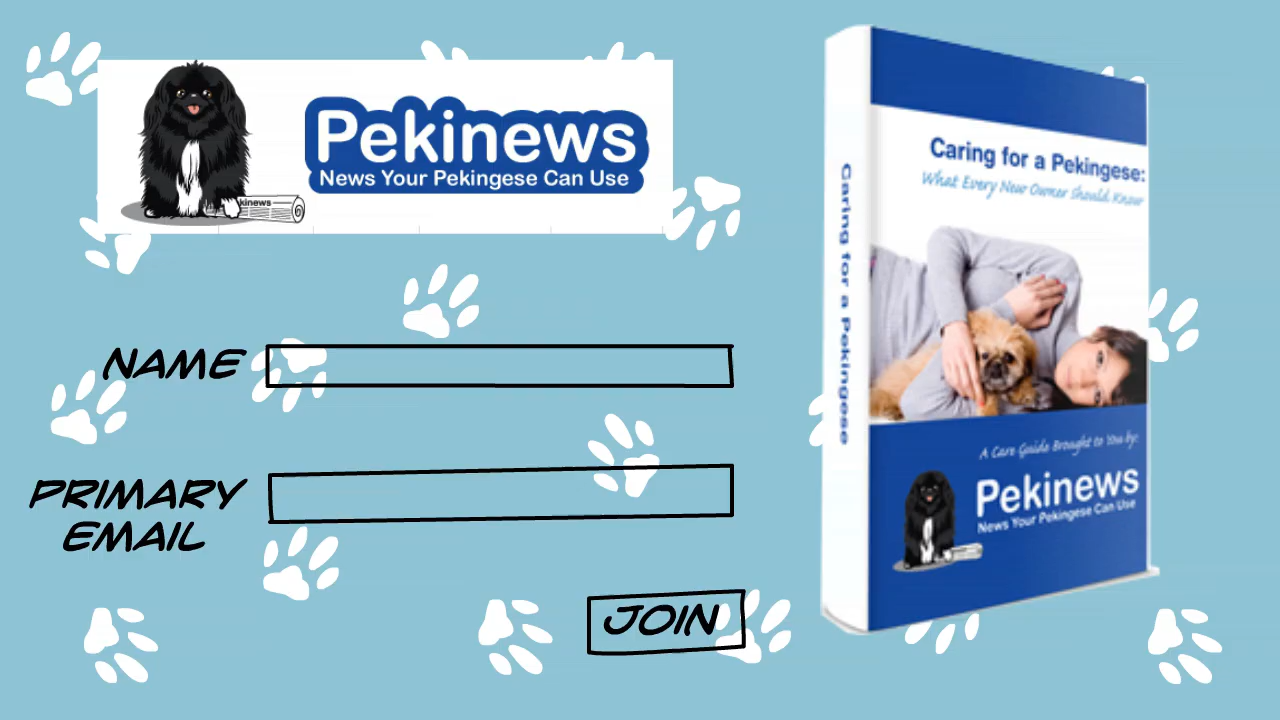 Pekinews
News Your Pekingese Can Use
kinews
NAME
PRIMARY
EMAIL
JOIN
Caring for a Pekingese
Caring for a Pekingese:
What Every New Owner Should Know
A Care Guide Brought to You by:
Pekinews
News Your Pekingese Can Use